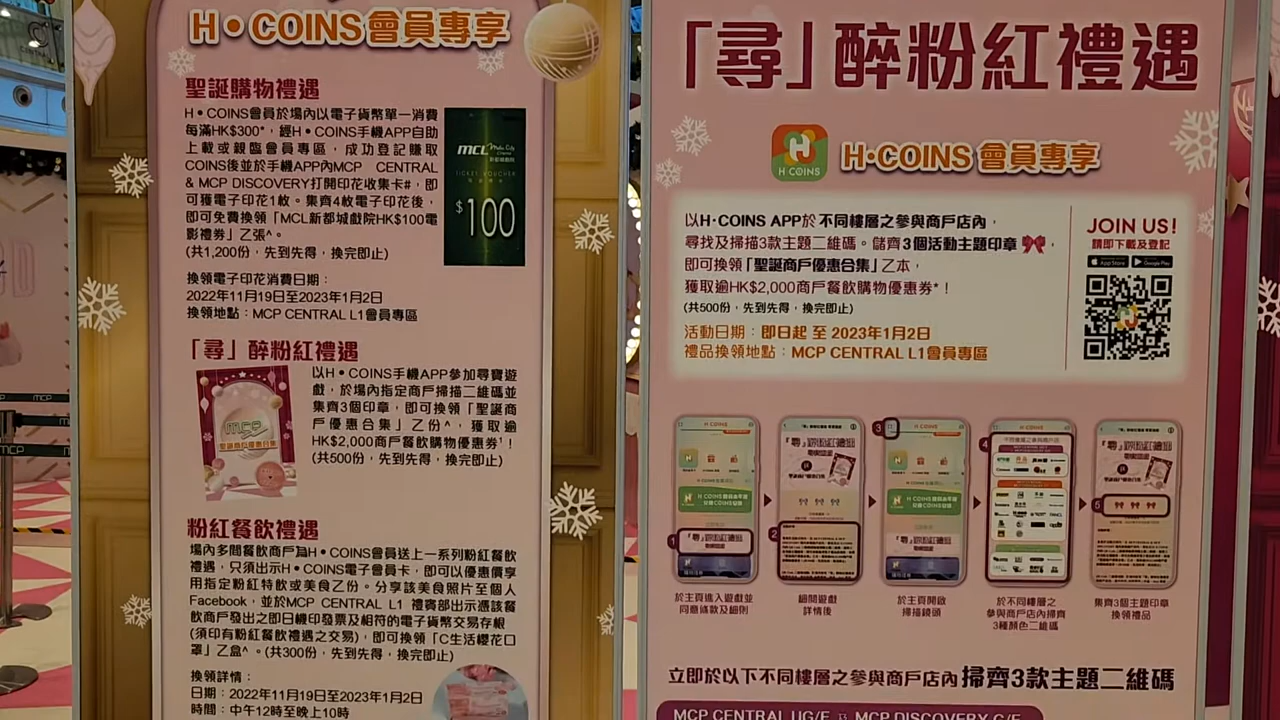 H•COINS會員專享
聖誕購物禮遇
H•COINS會員於場內以電子貨幣單一消費
每滿HK$300*，經H•COINS手機APP自助
上載或親臨會員專區，成功登記賺取
COINS後並於手機APP內MCP CENTRAL
& MCP DISCOVERY打開印花收集卡#，即
可獲電子印花1枚。集齊4枚電子印花後，
即可免費換領「MCL新都城戲院HK$100電
影禮券」乙張^。
(共1,200份，先到先得，換完即止)
MCL
新都城戲院
TICKET VOUCHER
$100
換領電子印花消費日期：
2022年11月19日至2023年1月2日
換領地點：MCP CENTRAL L1會員專區
「尋」醉粉紅禮遇
以H•COINS手機APP參加尋寶遊
戲，於場內指定商戶掃描二維碼並
集齊3個印章，即可換領「聖誕商
戶優惠合集」乙份^，獲取逾
HK$2,000商戶餐飲購物優惠券！
(共500份，先到先得，換完即止)
MCP
聖誕商戶優惠合集
粉紅餐飲禮遇
場內多間餐飲商戶為H•COINS會員送上一系列粉紅餐飲
禮遇，只須出示H•COINS電子會員卡，即可以優惠價享
用指定粉紅特飲或美食乙份。分享該美食照片至個人
Facebook，並於MCP CENTRAL L1 禮賓部出示憑該餐
飲商戶發出之即日機印發票及相符的電子貨幣交易存根
(須印有粉紅餐飲禮遇之交易)，即可換領「C生活櫻花口
罩」乙盒^。(共300份，先到先得，換完即止)
換領詳情：
日期：2022年11月19日至2023年1月2日
時間：中午12時至晚上10時
「尋」醉粉紅禮遇
H COINS
H•COINS 會員專享
以H•COINS APP於 不同樓層之參與商戶店內，
尋找及掃描3款主題二維碼。儲齊3個活動主題印章，
即可換領「聖誕商戶優惠合集」乙本，
獲取逾HK$2,000商戶餐飲購物優惠券*！
(共500份，先到先得，換完即止)
活動日期：即日起 至 2023年1月2日
禮品換領地點：MCP CENTRAL L1會員專區
JOIN US!
請即下載及登記
App Store
Google Play
1
2
3
4
5
於主頁進入遊戲並
同意條款及細則
細閱遊戲
詳情後
於主頁開啟
掃描鏡頭
於不同樓層之
參與商戶店內掃齊
3種顏色二維碼
集齊3個主題印章
換領禮品
立即於以下不同樓層之參與商戶店內 掃齊3款主題二維碼
MCP CENTRAL UG/F 及 MCP DISCOVERY G/F
MCP
MCP